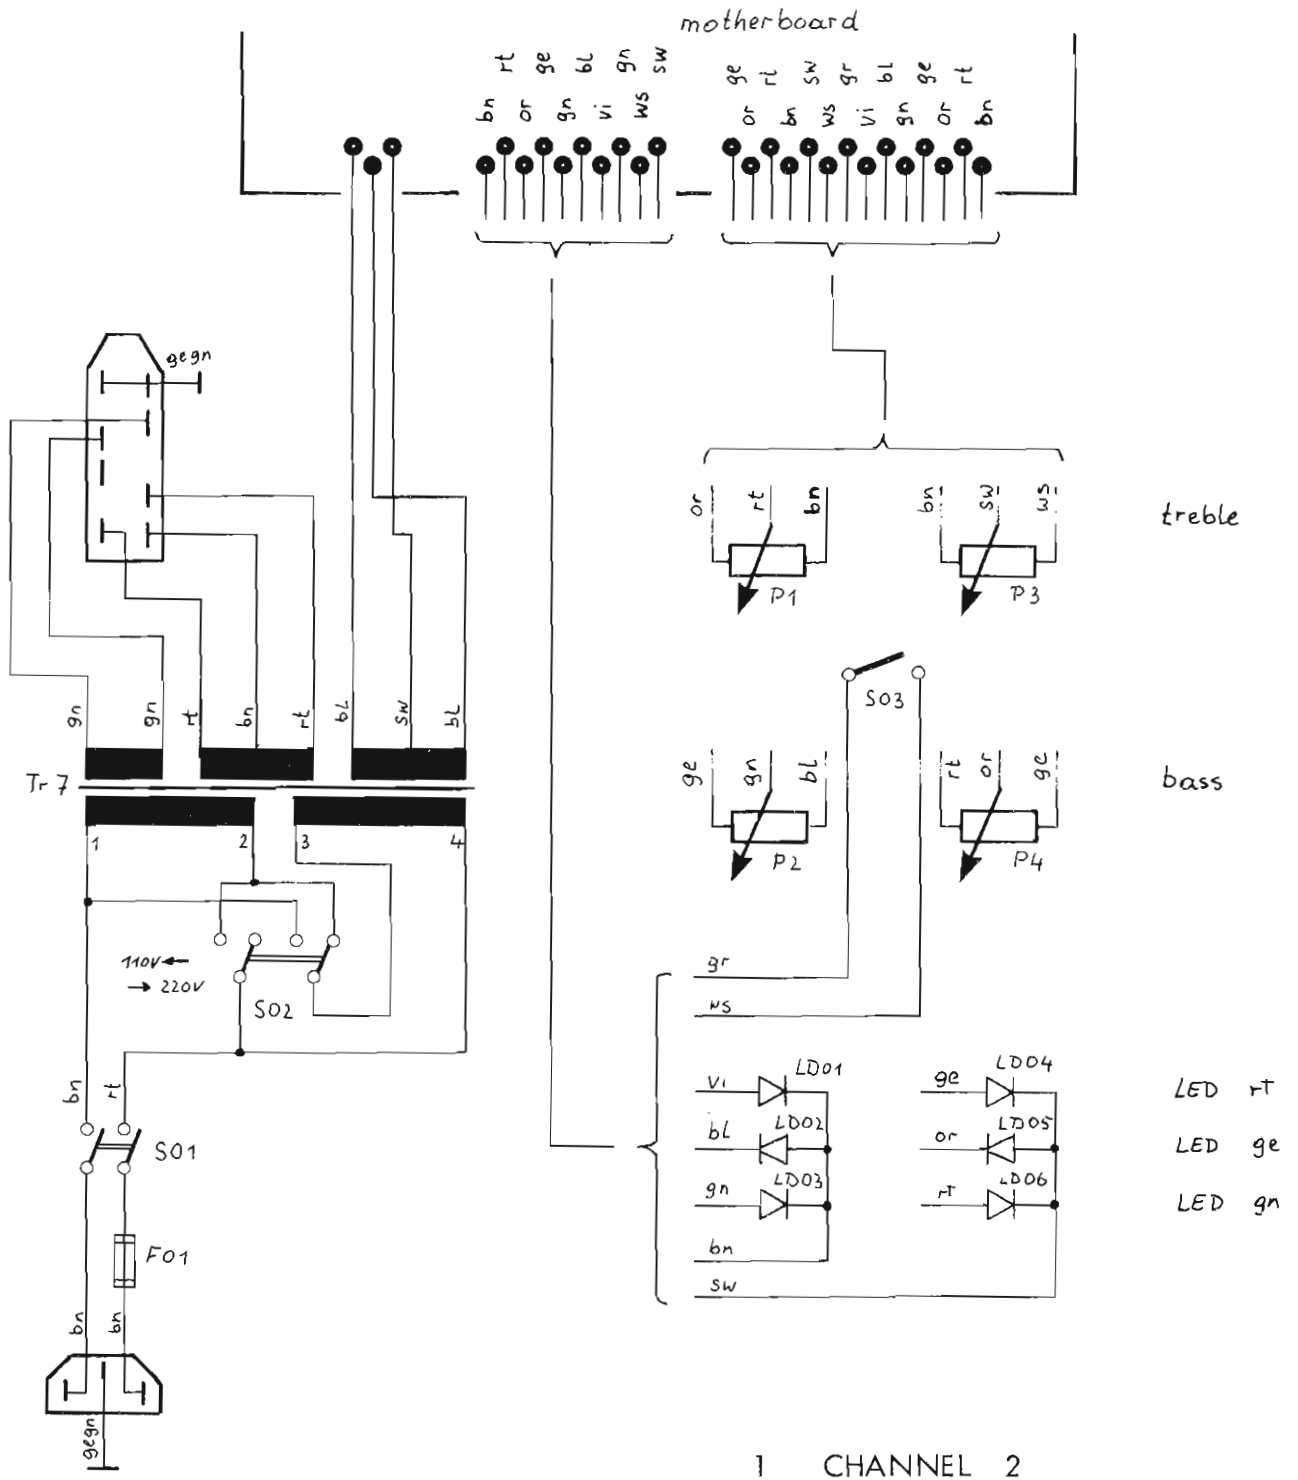 motherboard
rt ge bl gn sw
bn or gn vi ws
ge rt sw gr bl ge rt
or bn ws vi gn or bn
gegn
or rt bn bn sw ws
treble
P1 P3
S03
gn gn rt bn rt bl sw bl
ge gn bl rt or ge
bass
Tr 7
1 2 3 4
P2 P4
110V
220V
S02
gr
ws
bn rt
vi LD01 ge LD04 LED rt
bl LD02 or LD05 LED ge
gn LD03 rt LD06 LED gn
S01
bn
F01
sw
bn bn
gegn
1 CHANNEL 2